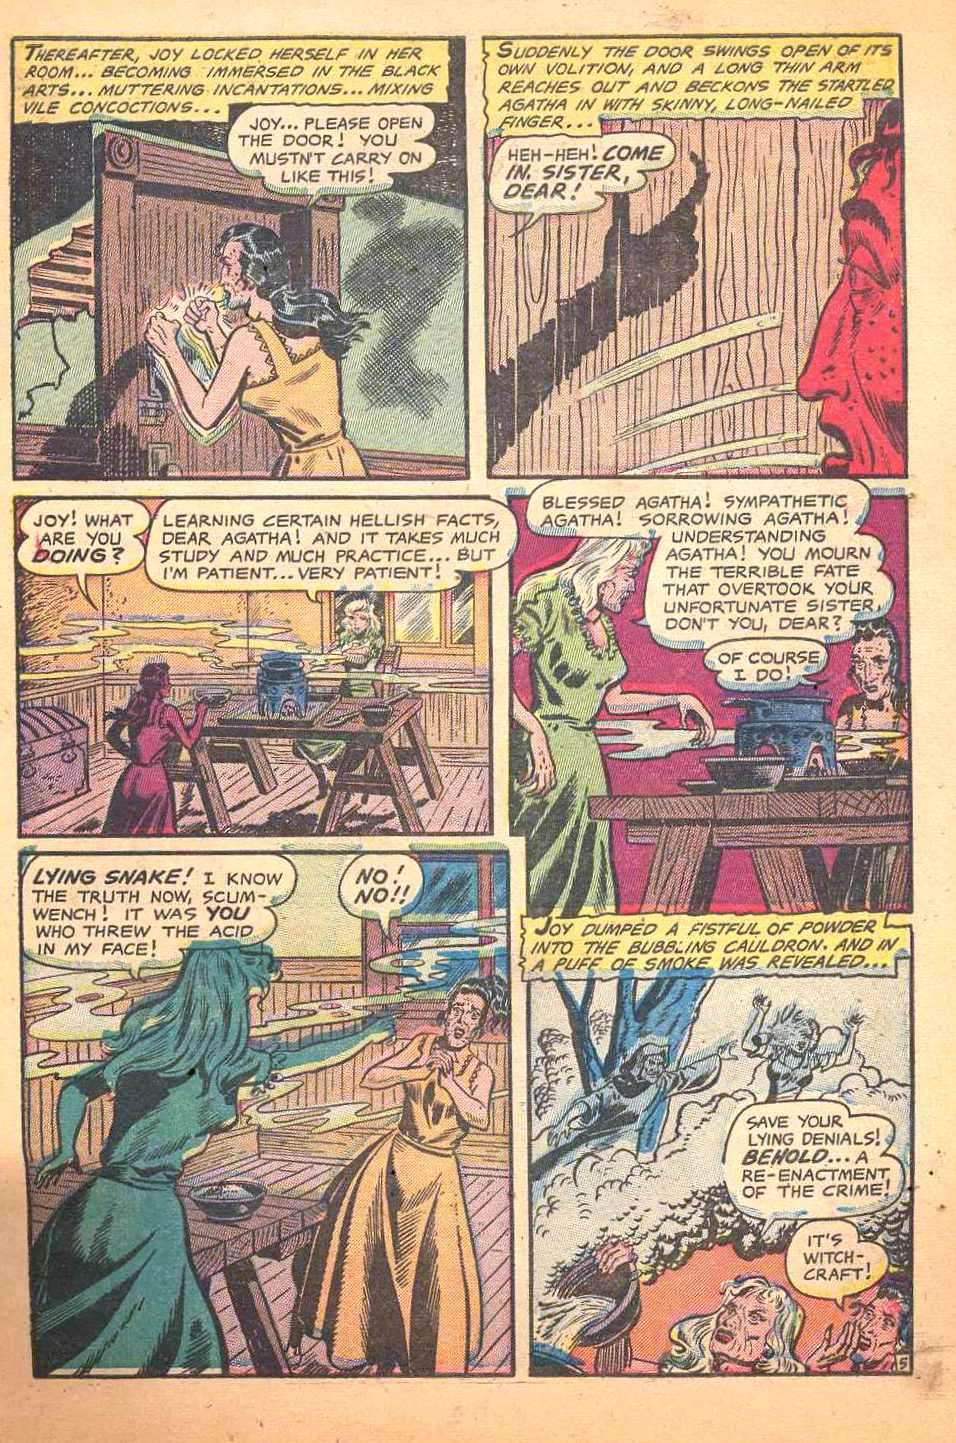 THEREAFTER, JOY LOCKED HERSELF IN HER
ROOM... BECOMING IMMERSED IN THE BLACK
ARTS... MUTTERING INCANTATIONS... MIXING
VILE CONCOCTIONS...
JOY... PLEASE OPEN
THE DOOR! YOU
MUSTN'T CARRY ON
LIKE THIS!
SUDDENLY THE DOOR SWINGS OPEN OF ITS
OWN VOLITION, AND A LONG THIN ARM
REACHES OUT AND BECKONS THE STARTLED
AGATHA IN WITH SKINNY, LONG-NAILED
FINGER...
HEH-HEH! COME
IN, SISTER,
DEAR!
JOY! WHAT
ARE YOU
DOING?
LEARNING CERTAIN HELLISH FACTS,
DEAR AGATHA! AND IT TAKES MUCH
STUDY AND MUCH PRACTICE... BUT
I'M PATIENT... VERY PATIENT!
BLESSED AGATHA! SYMPATHETIC
AGATHA! SORROWING AGATHA!
UNDERSTANDING
AGATHA! YOU MOURN
THE TERRIBLE FATE
THAT OVERTOOK YOUR
UNFORTUNATE SISTER,
DON'T YOU, DEAR?
OF COURSE
I DO!
LYING SNAKE! I KNOW
THE TRUTH NOW, SCUM-
WENCH! IT WAS YOU
WHO THREW THE ACID
IN MY FACE!
NO!
NO!!
JOY DUMPED A FISTFUL OF POWDER
INTO THE BUBBLING CAULDRON. AND IN
A PUFF OF SMOKE WAS REVEALED...
SAVE YOUR
LYING DENIALS!
BEHOLD... A
RE-ENACTMENT
OF THE CRIME!
IT'S
WITCH-
CRAFT!
5